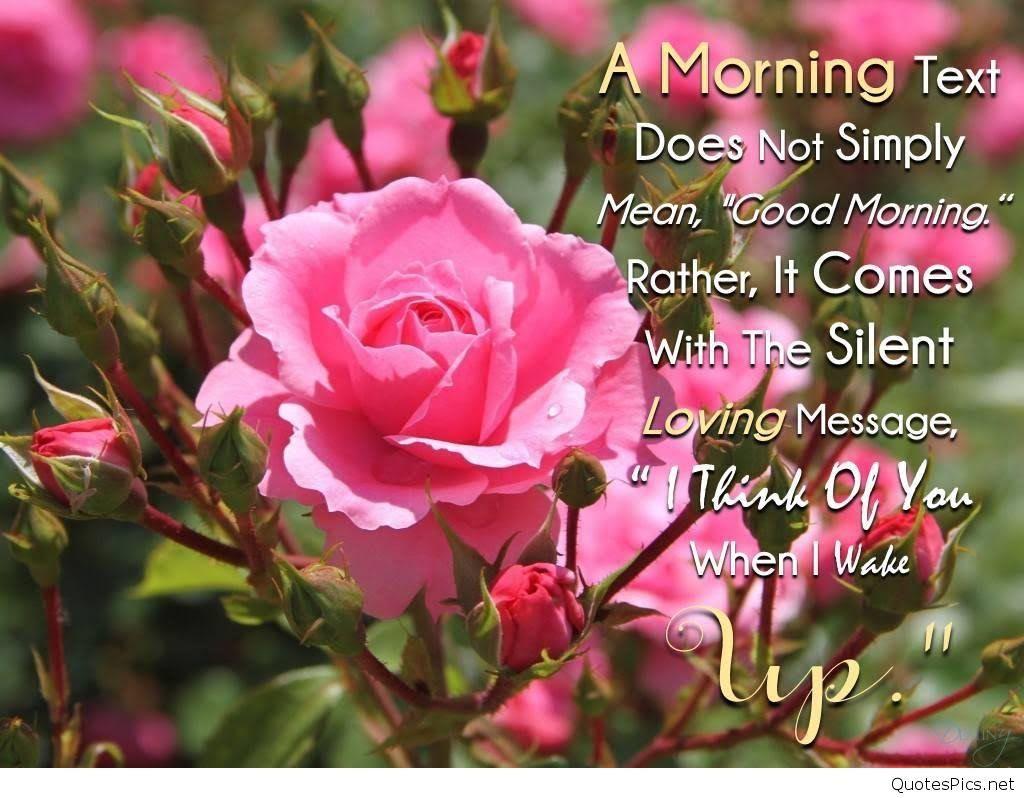 A Morning Text
Does Not Simply
Mean, "Good Morning.“
Rather, It Comes
With The Silent
Loving Message,
“ I Think Of You
When I Wake
Up."
QuotesPics.net